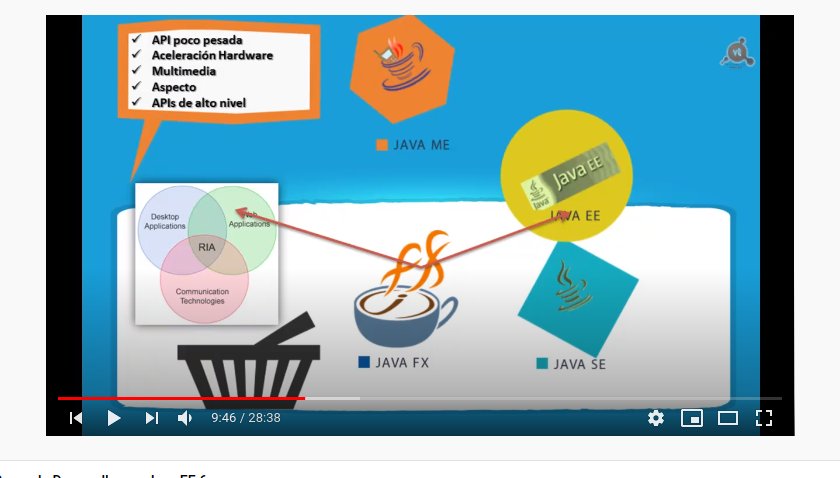 API poco pesada
Aceleración Hardware
Multimedia
Aspecto
APIs de alto nivel
JAVA ME
Java EE
Java
JAVA EE
Desktop
Applications
Web
Applications
RIA
Communication
Technologies
JAVA FX
JAVA SE
9:46 / 28:38